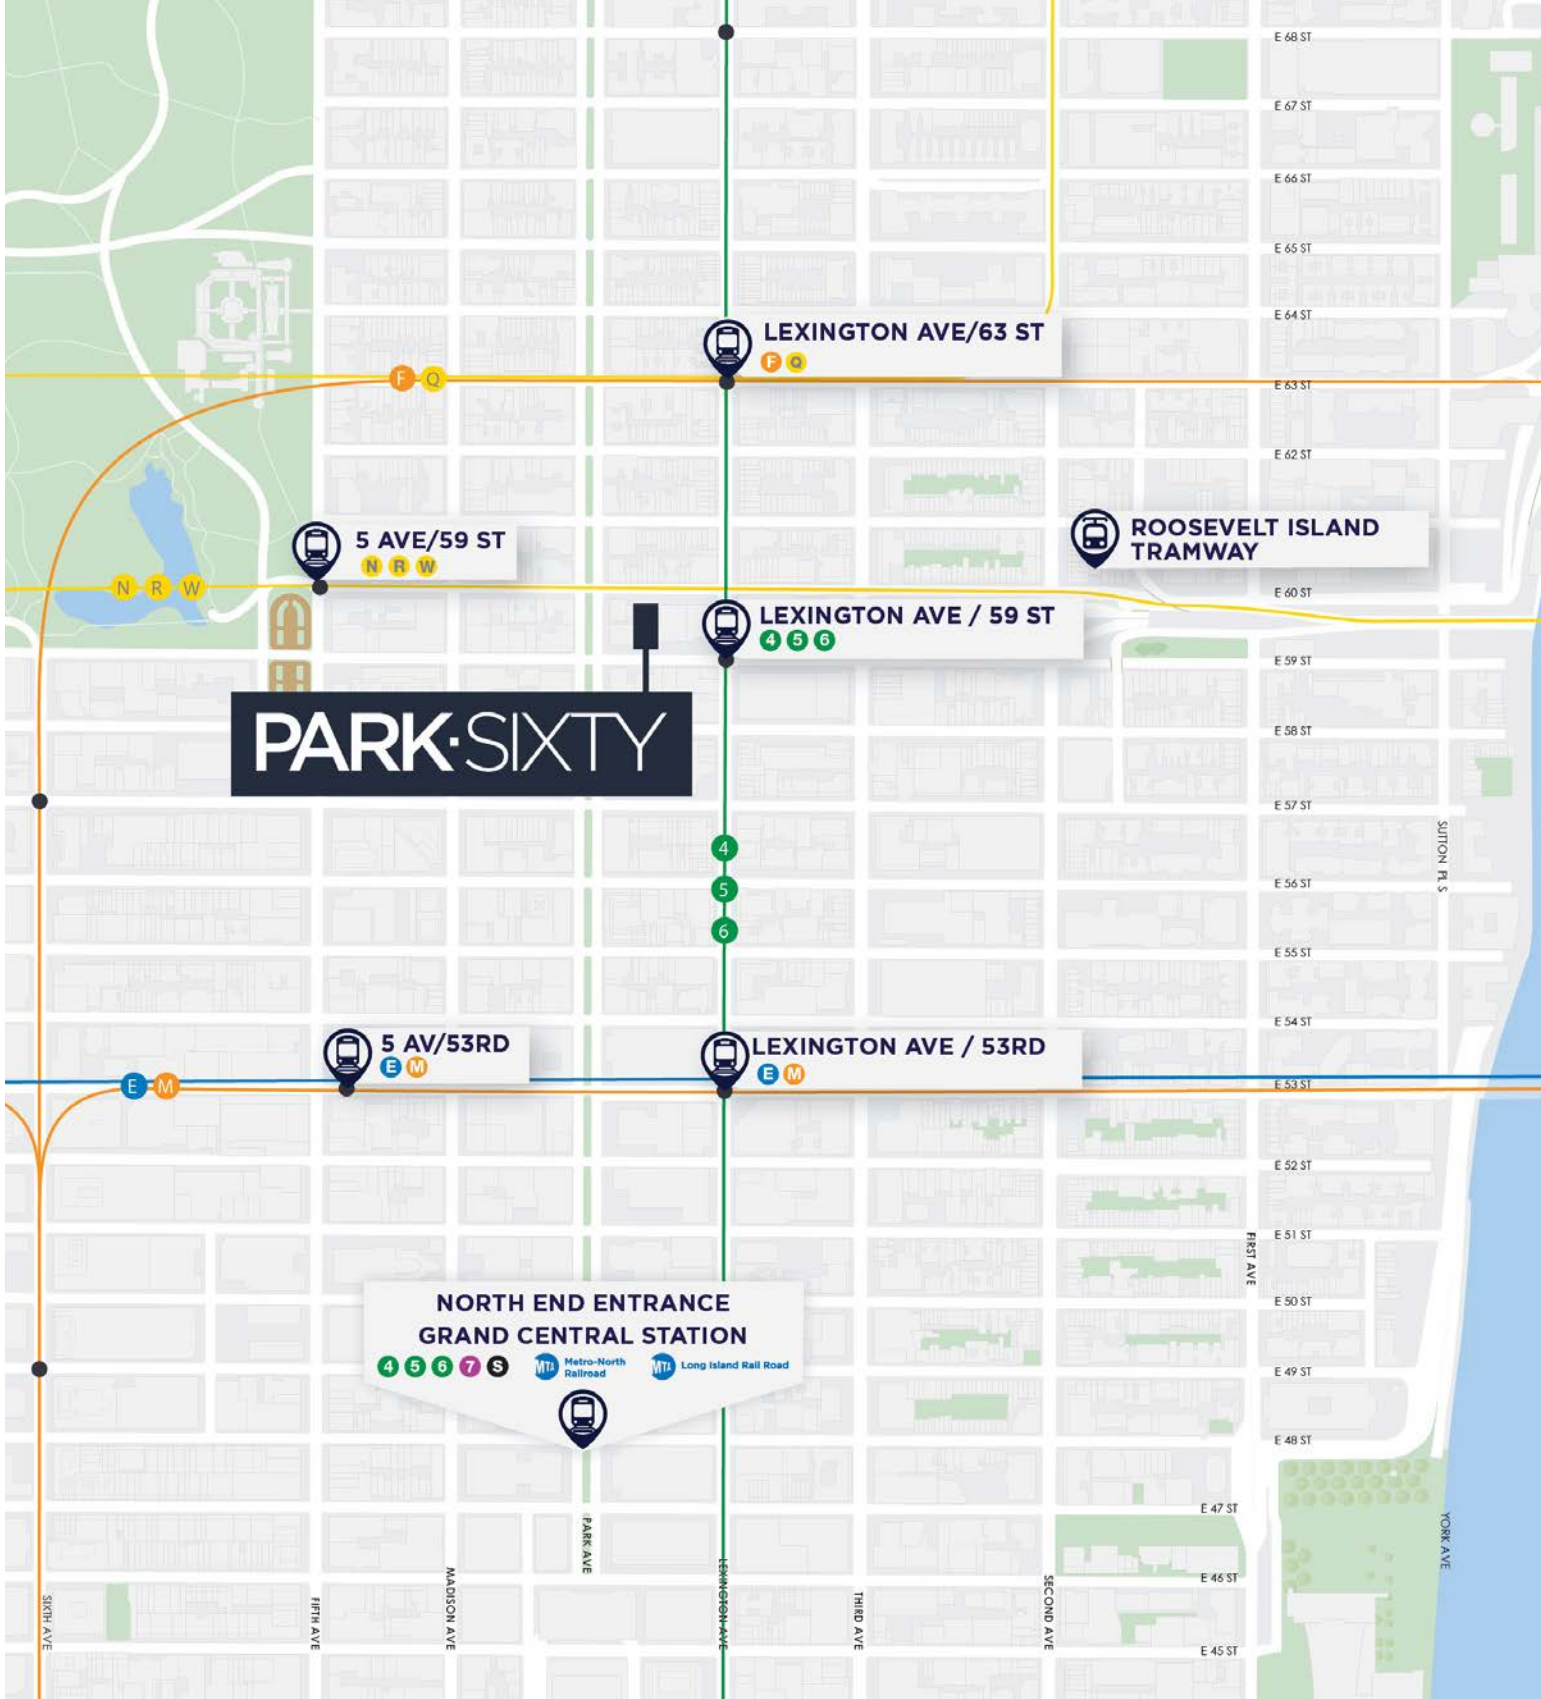 E 68 ST
E 67 ST
E 66 ST
E 65 ST
E 64 ST
LEXINGTON AVE/63 ST
F Q
F Q
E 63 ST
E 62 ST
5 AVE/59 ST
N R W
ROOSEVELT ISLAND
TRAMWAY
N R W
E 60 ST
LEXINGTON AVE / 59 ST
4 5 6
E 59 ST
PARK·SIXTY
E 58 ST
E 57 ST
SUTTON PL S
4
5
6
E 56 ST
E 55 ST
E 54 ST
5 AV/53RD
E M
LEXINGTON AVE / 53RD
E M
E M
E 53 ST
E 52 ST
E 51 ST
FIRST AVE
E 50 ST
NORTH END ENTRANCE
GRAND CENTRAL STATION
4 5 6 7 S
MTA
Metro-North
Railroad
MTA
Long Island Rail Road
E 49 ST
E 48 ST
E 47 ST
YORK AVE
PARK AVE
E 46 ST
SIXTH AVE
FIFTH AVE
MADISON AVE
LEXINGTON AVE
THIRD AVE
SECOND AVE
E 45 ST